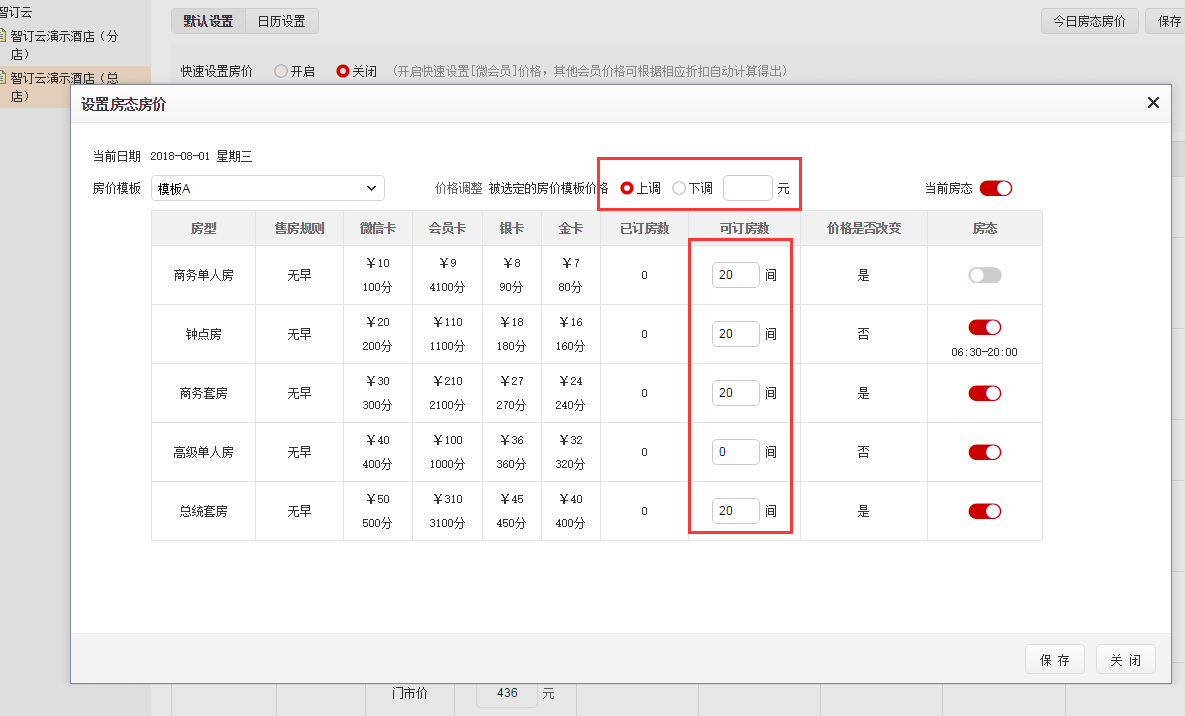 智订云
智订云演示酒店（分
店）
智订云演示酒店（总
店）
默认设置 日历设置 今日房态房价 保存
快速设置房价 开启 关闭 （开启快速设置[微会员]价格，其他会员价格可根据相应折扣自动计算得出）
设置房态房价
当前日期 2018-08-01 星期三
房价模板 模板A 价格调整 被选定的房价模板价格 上调 下调 元 当前房态
房型 售房规则 微信卡 会员卡 银卡 金卡 已订房数 可订房数 价格是否改变 房态
商务单人房 无早 ￥10 ￥9 ￥8 ￥7 0 20 间 是
100分 4100分 90分 80分
钟点房 无早 ￥20 ￥110 ￥18 ￥16 0 20 间 否
200分 1100分 180分 160分 06:30-20:00
商务套房 无早 ￥30 ￥210 ￥27 ￥24 0 20 间 是
300分 2100分 270分 240分
高级单人房 无早 ￥40 ￥100 ￥36 ￥32 0 0 间 否
400分 1000分 360分 320分
总统套房 无早 ￥50 ￥310 ￥45 ￥40 0 20 间 是
500分 3100分 450分 400分
保 存 关 闭
门市价 436 元